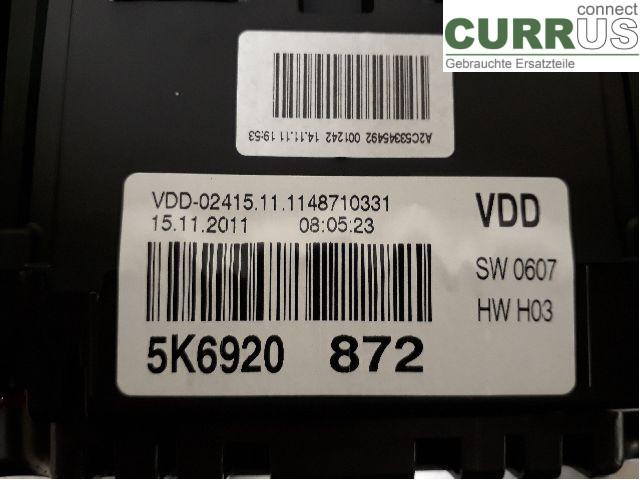 connect
CURRUS
Gebrauchte Ersatzteile
A2C53345492 001242 14.11.11 19:53
VDD-02415.11.1148710331
15.11.2011 08:05:23
VDD
SW 0607
HW H03
5K6920 872